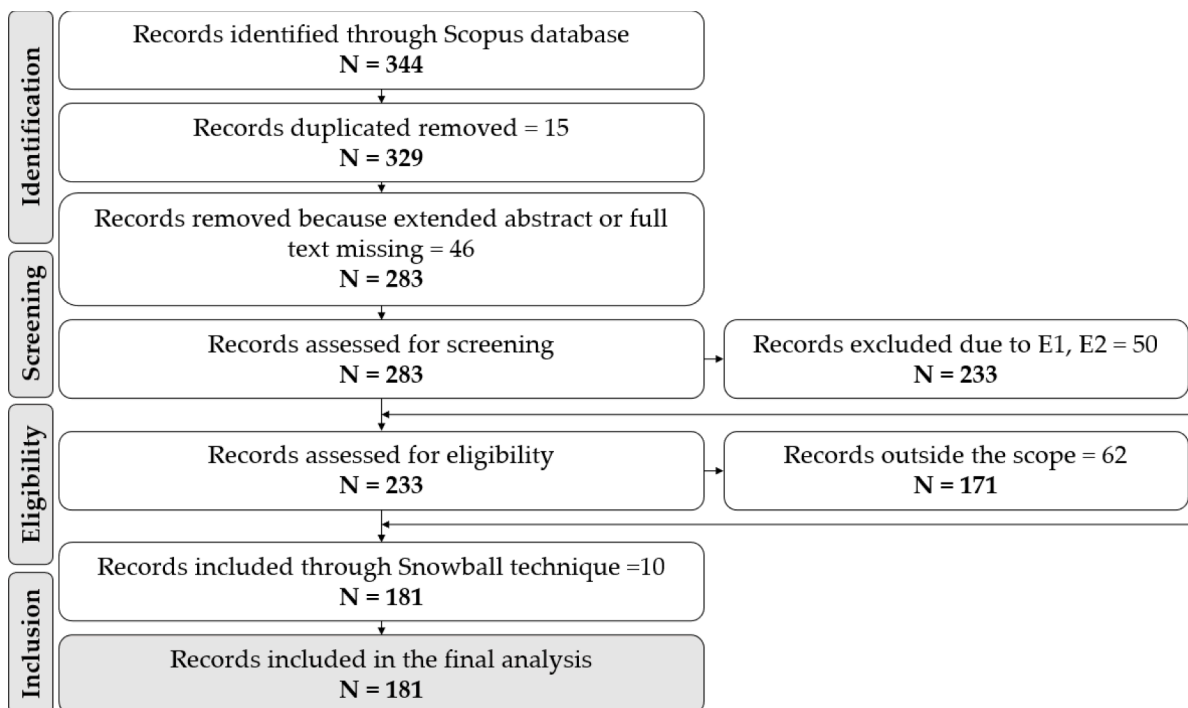 Identification
Records identified through Scopus database
N = 344
Records duplicated removed = 15
N = 329
Records removed because extended abstract or full
text missing = 46
N = 283
Screening
Records assessed for screening
N = 283
Records excluded due to E1, E2 = 50
N = 233
Eligibility
Records assessed for eligibility
N = 233
Records outside the scope = 62
N = 171
Inclusion
Records included through Snowball technique =10
N = 181
Records included in the final analysis
N = 181